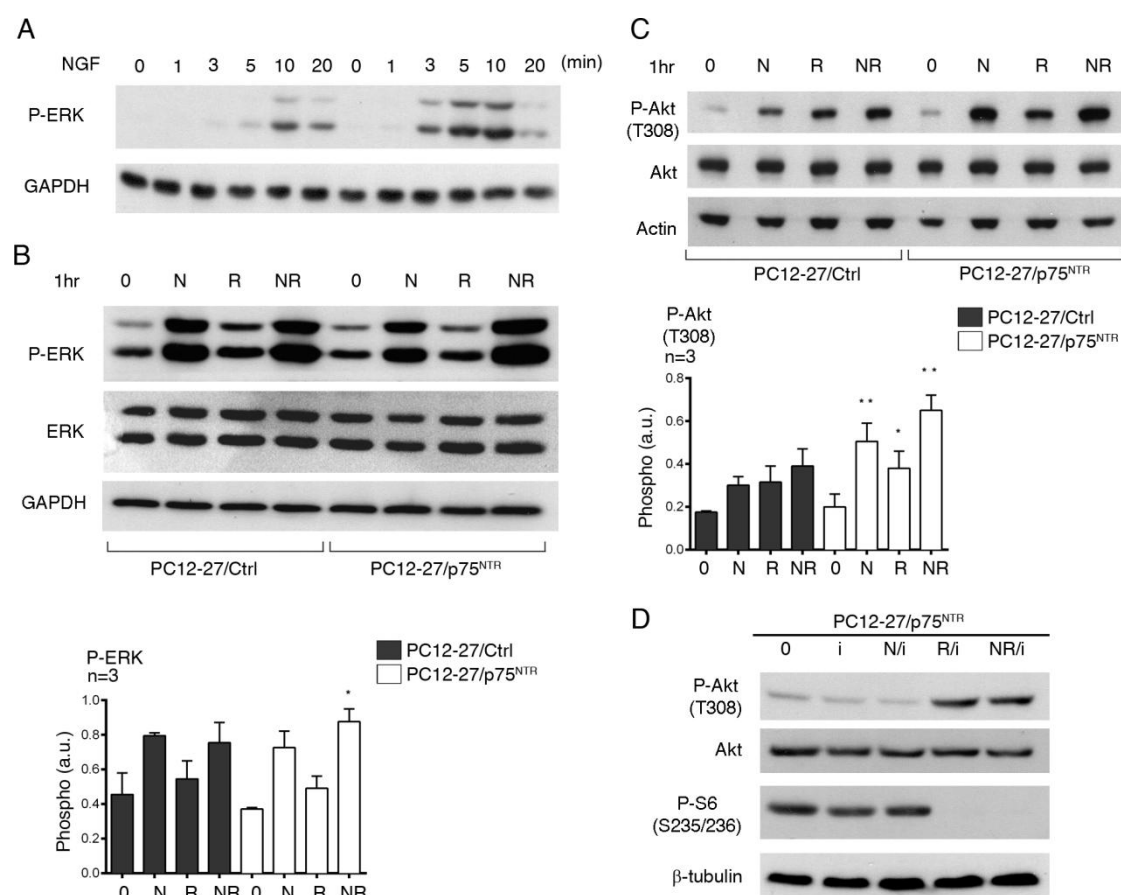 A
NGF 0 1 3 5 10 20 0 1 3 5 10 20 (min)
P-ERK
GAPDH
B
1hr 0 N R NR 0 N R NR
P-ERK
ERK
GAPDH
PC12-27/Ctrl PC12-27/p75NTR
P-ERK
n=3
PC12-27/Ctrl
PC12-27/p75NTR
*
Phospho (a.u.)
1.0
0.8
0.6
0.4
0.2
0.0
0 N R NR 0 N R NR
C
1hr 0 N R NR 0 N R NR
P-Akt
(T308)
Akt
Actin
PC12-27/Ctrl PC12-27/p75NTR
P-Akt
(T308)
n=3
PC12-27/Ctrl
PC12-27/p75NTR
** * **
Phospho (a.u.)
0.8
0.6
0.4
0.2
0.0
0 N R NR 0 N R NR
D
PC12-27/p75NTR
0 i N/i R/i NR/i
P-Akt
(T308)
Akt
P-S6
(S235/236)
β-tubulin